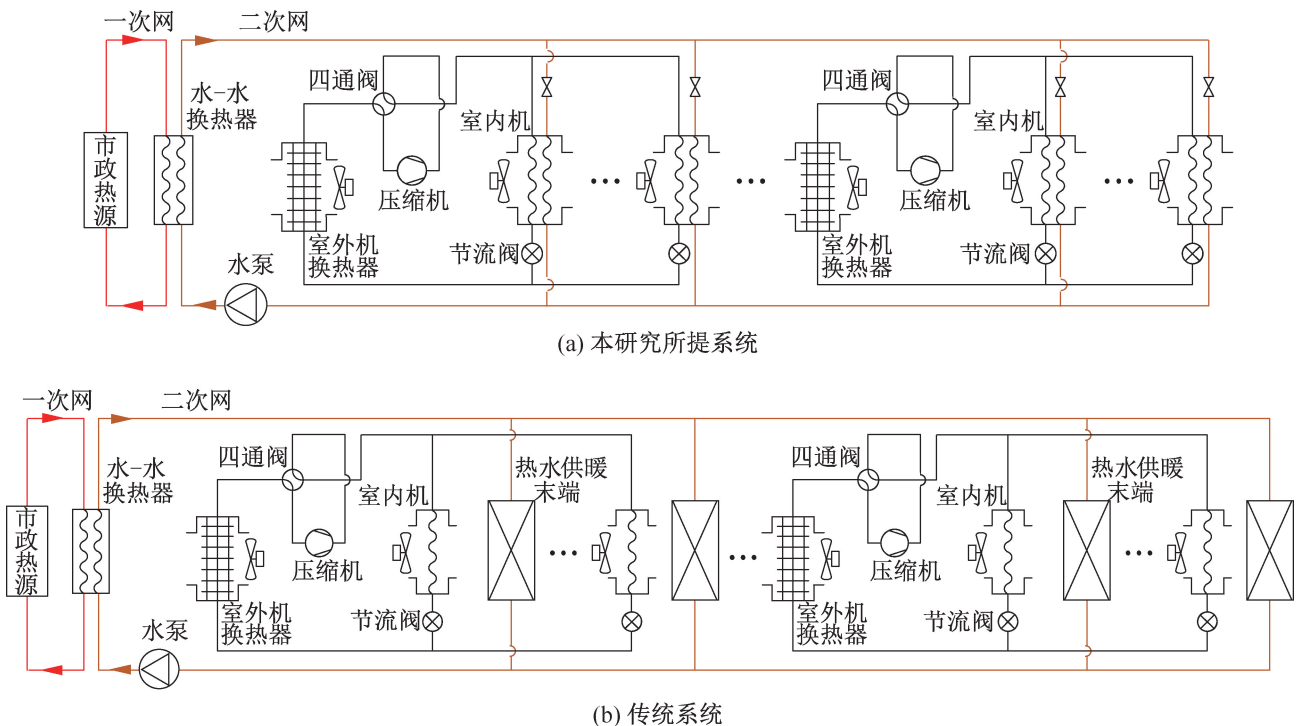 一次网
二次网
水-水
换热器
市政热源
四通阀
室内机
压缩机
室外机
换热器
节流阀
水泵
四通阀
室内机
压缩机
室外机
换热器
节流阀
(a) 本研究所提系统
一次网
二次网
水-水
换热器
市政热源
四通阀
室内机
热水供暖
末端
压缩机
室外机
换热器
节流阀
水泵
四通阀
室内机
热水供暖
末端
压缩机
室外机
换热器
节流阀
(b) 传统系统